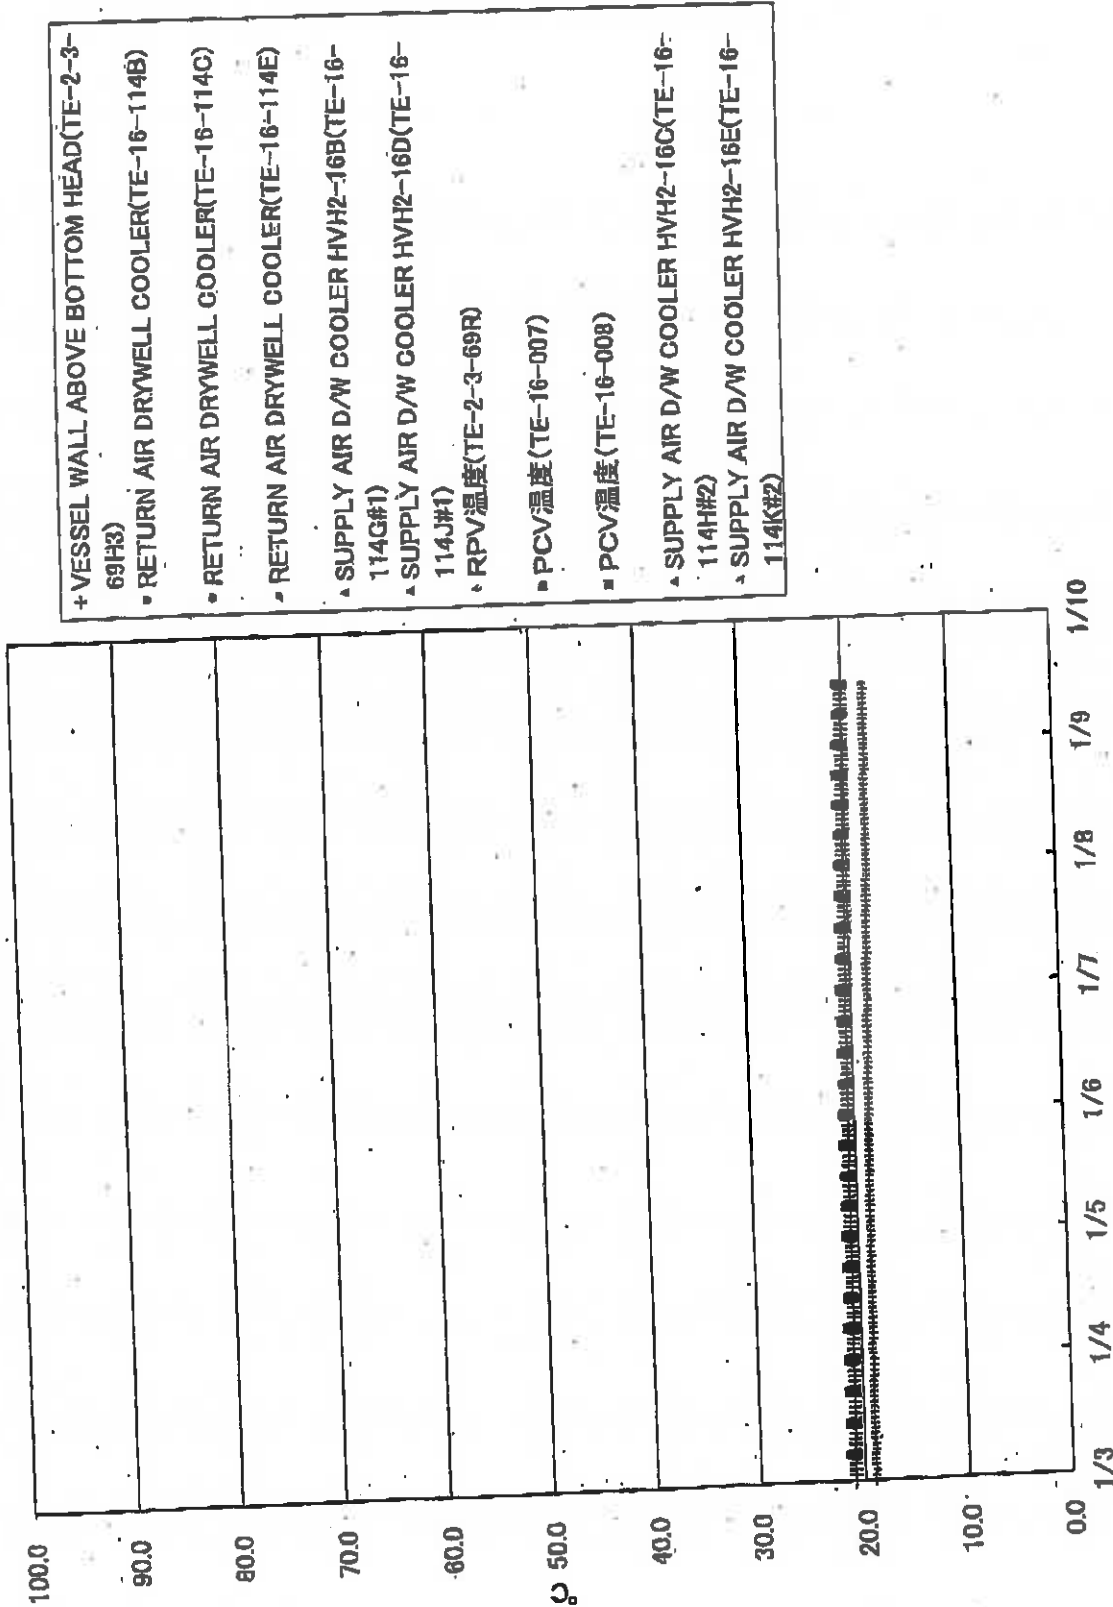 100.0
90.0
80.0
70.0
60.0
50.0
40.0
30.0
20.0
10.0
0.0
℃
1/3
1/4
1/5
1/6
1/7
1/8
1/9
1/10
+ VESSEL WALL ABOVE BOTTOM HEAD(TE-2-3-
69H3)
RETURN AIR DRYWELL COOLER(TE-16-114B)
RETURN AIR DRYWELL COOLER(TE-16-114C)
RETURN AIR DRYWELL COOLER(TE-16-114E)
SUPPLY AIR D/W COOLER HVH2-16B(TE-16-
114G#1)
SUPPLY AIR D/W COOLER HVH2-16D(TE-16-
114J#1)
RPV温度(TE-2-3-69R)
PCV温度(TE-16-007)
PCV温度(TE-16-008)
SUPPLY AIR D/W COOLER HVH2-16C(TE-16-
114H#2)
SUPPLY AIR D/W COOLER HVH2-16E(TE-16-
114K#2)